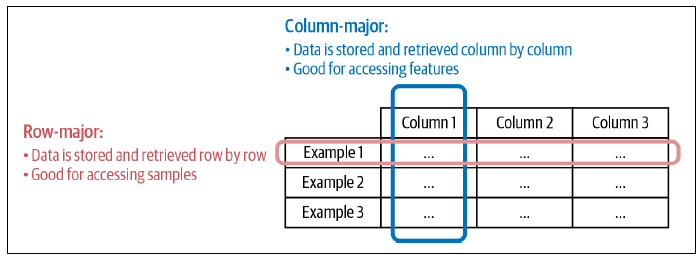 Column-major:
• Data is stored and retrieved column by column
• Good for accessing features
Row-major:
• Data is stored and retrieved row by row
• Good for accessing samples
Column 1 Column 2 Column 3
Example 1 ... ... ...
Example 2 ... ... ...
Example 3 ... ... ...